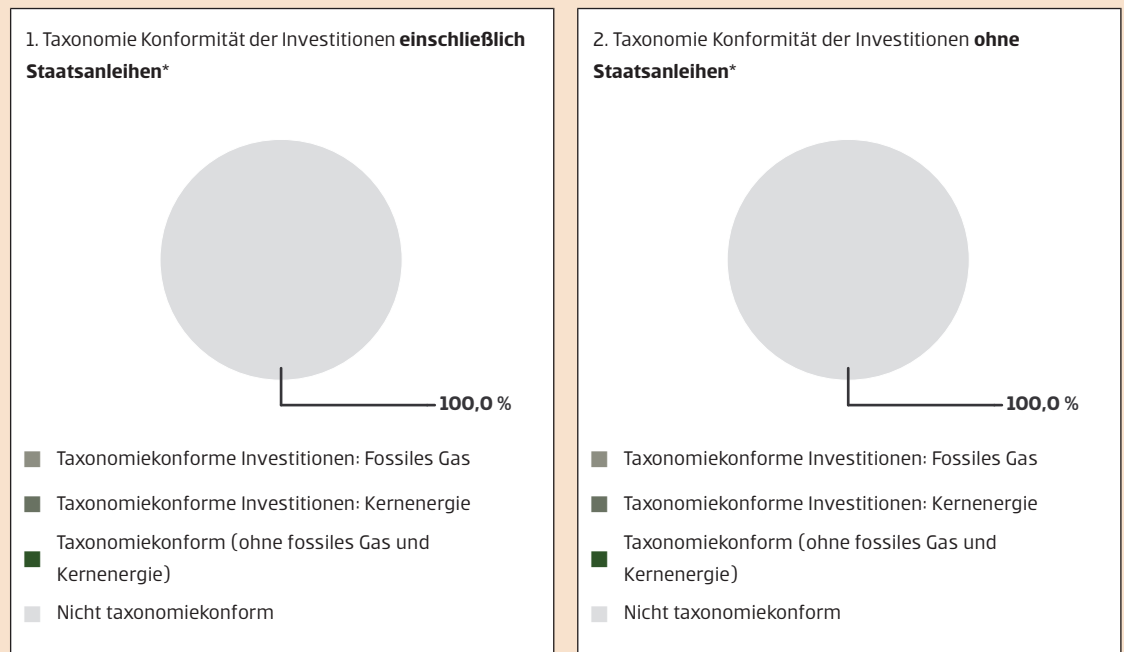 1. Taxonomie Konformität der Investitionen einschließlich
Staatsanleihen*
100,0 %
Taxonomiekonforme Investitionen: Fossiles Gas
Taxonomiekonforme Investitionen: Kernenergie
Taxonomiekonform (ohne fossiles Gas und
Kernenergie)
Nicht taxonomiekonform
2. Taxonomie Konformität der Investitionen ohne
Staatsanleihen*
100,0 %
Taxonomiekonforme Investitionen: Fossiles Gas
Taxonomiekonforme Investitionen: Kernenergie
Taxonomiekonform (ohne fossiles Gas und
Kernenergie)
Nicht taxonomiekonform